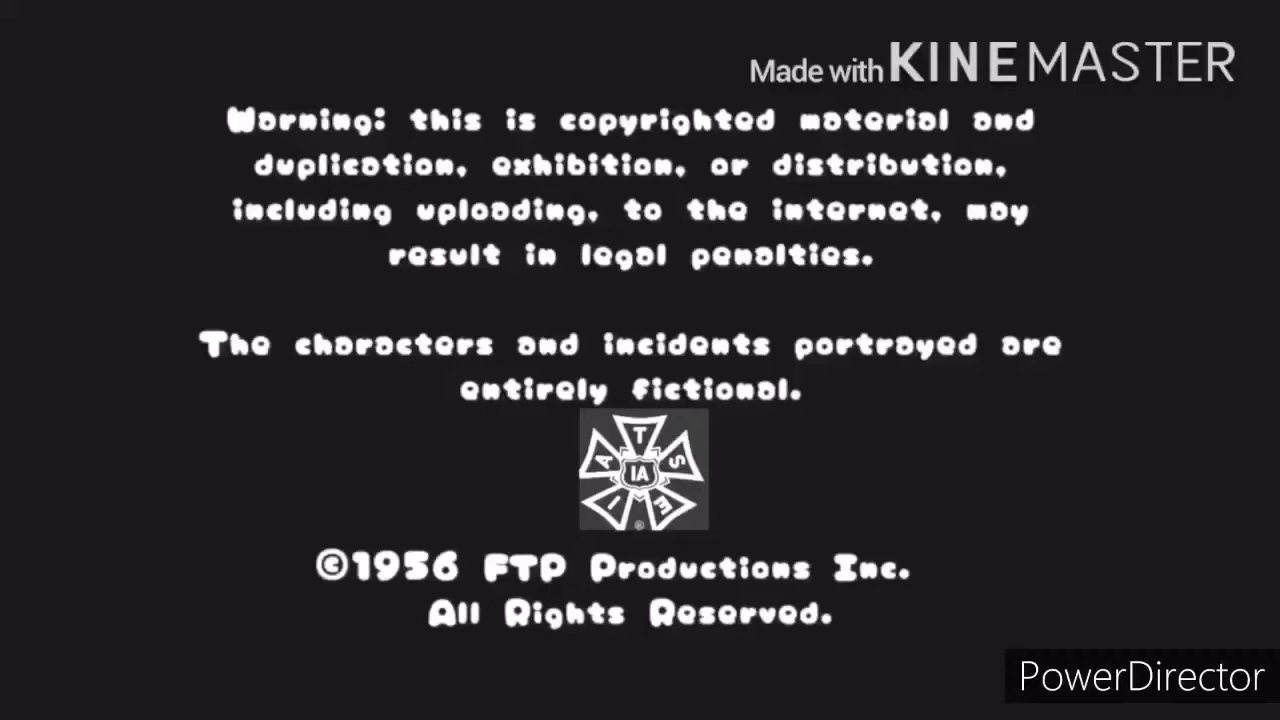 Made with KINEMASTER
Warning: this is copyrighted material and
duplication, exhibition, or distribution,
including uploading, to the internet, may
result in legal penalties.
The characters and incidents portrayed are
entirely fictional.
I A T S E
IA
®
©1956 FTP Productions Inc.
All Rights Reserved.
PowerDirector